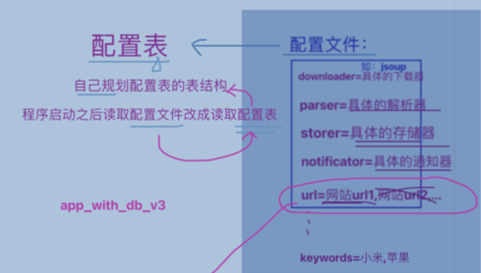 配置表
自己规划配置表的表结构
程序启动之后读取配置文件改成读取配置表
app_with_db_v3
配置文件：
如：jsoup
downloader=具体的下载器
parser=具体的解析器
storer=具体的存储器
notificator=具体的通知器
url=网站url1,网站url2,...
keywords=小米,苹果